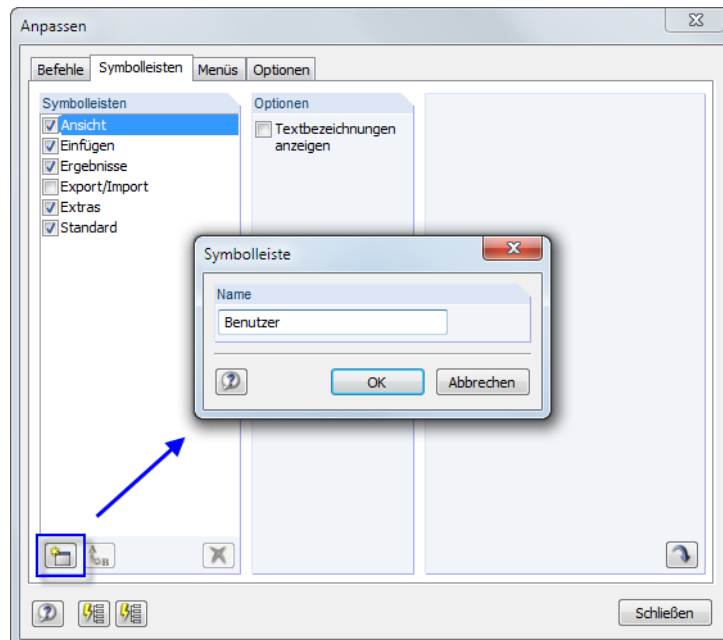 Anpassen
Befehle Symbolleisten Menüs Optionen
Symbolleisten
Ansicht
Einfügen
Ergebnisse
Export/Import
Extras
Standard
Optionen
Textbezeichnungen
anzeigen
Symbolleiste
Name
Benutzer
OK Abbrechen
A
B
Schließen